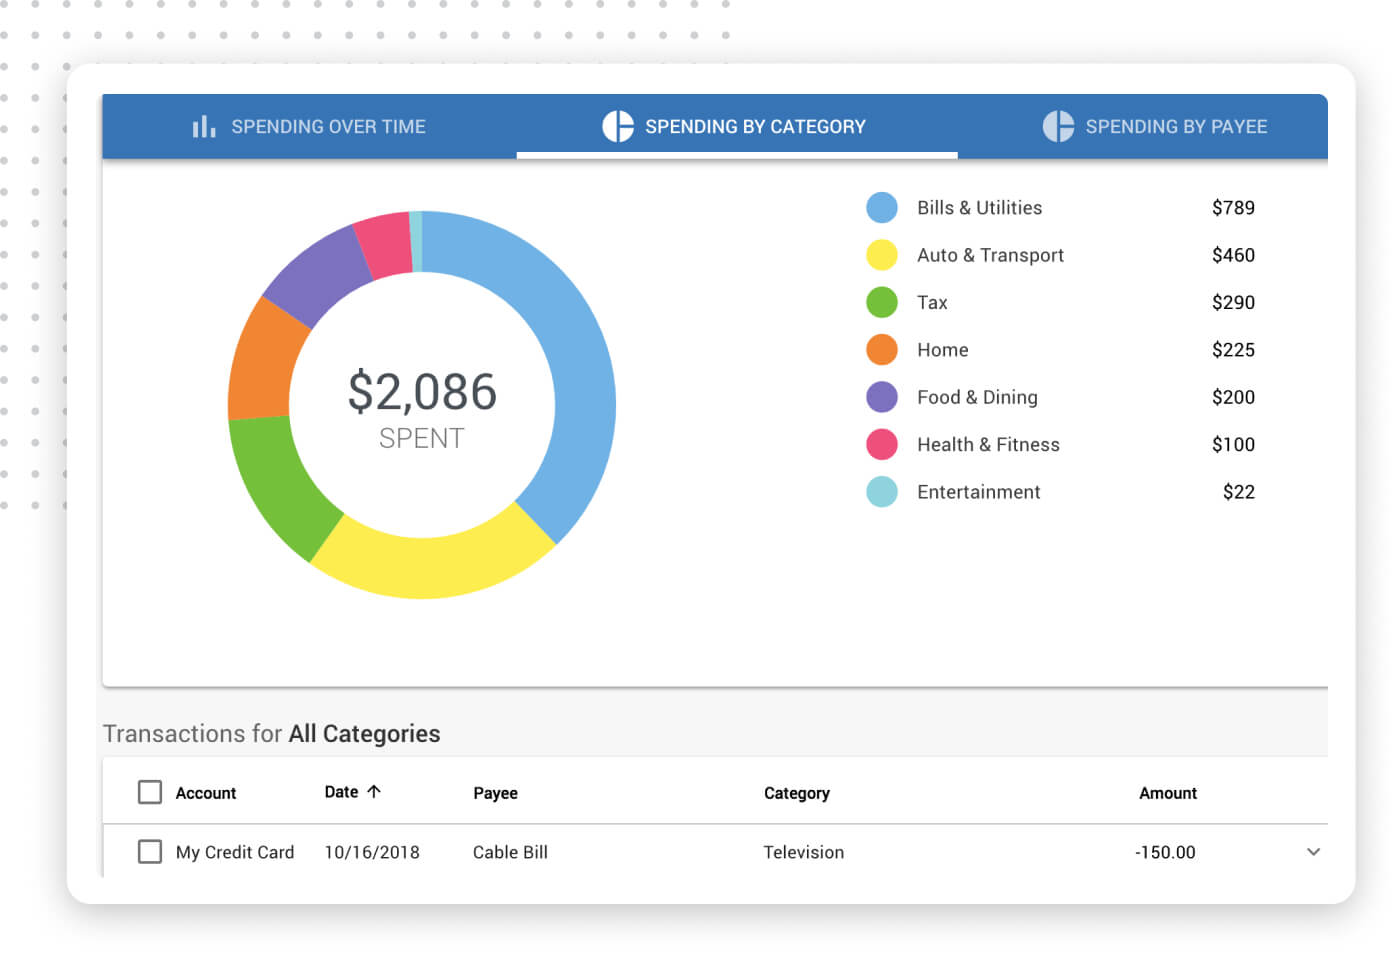 SPENDING OVER TIME SPENDING BY CATEGORY SPENDING BY PAYEE
Bills & Utilities $789
Auto & Transport $460
Tax $290
Home $225
Food & Dining $200
Health & Fitness $100
Entertainment $22
$2,086
SPENT
Transactions for All Categories
Account Date Payee Category Amount
My Credit Card 10/16/2018 Cable Bill Television -150.00